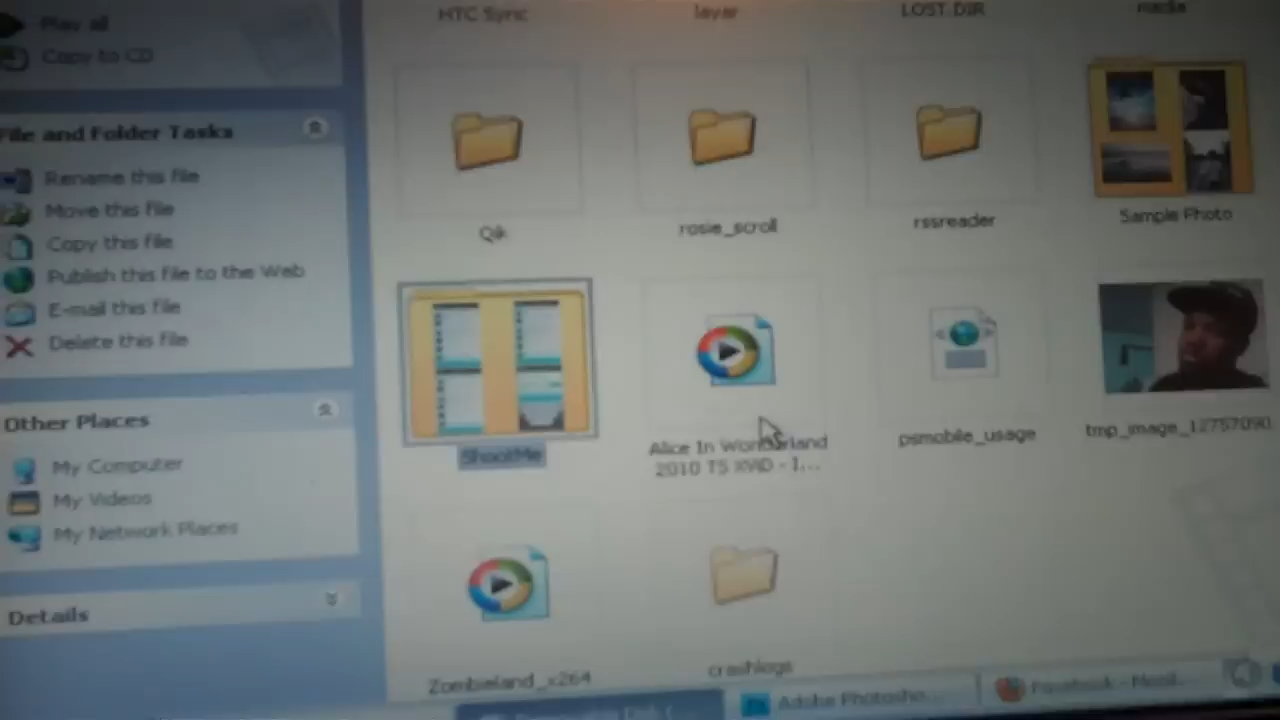 Play all
Copy to CD
File and Folder Tasks
Rename this file
Move this file
Copy this file
Publish this file to the Web
E-mail this file
Delete this file
Other Places
My Computer
My Videos
My Network Places
Details
HTC Sync
layar
LOST.DIR
media
Qik
rosie_scroll
rssreader
Sample Photo
ShootMe
Alice In Wonderland
2010 TS XViD - I...
psmobile_usage
tmp_image_12757090
Zombieland_x264
crashlogs
Adobe Photosho...
Facebook - Mozil...